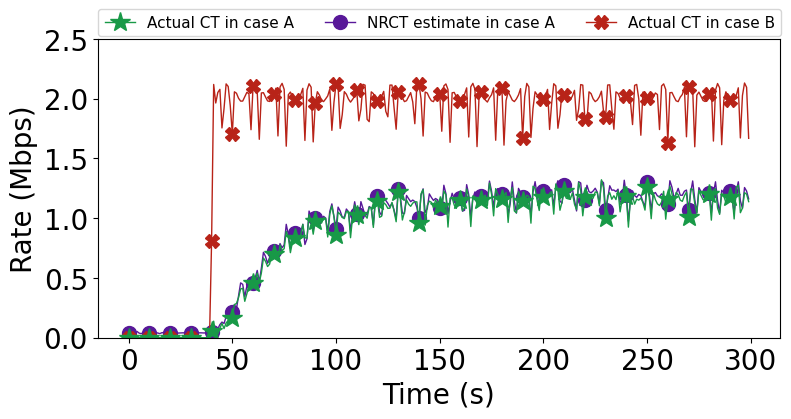 Actual CT in case A NRCT estimate in case A Actual CT in case B
2.5
2.0
1.5
1.0
0.5
0.0
Rate (Mbps)
0 50 100 150 200 250 300
Time (s)